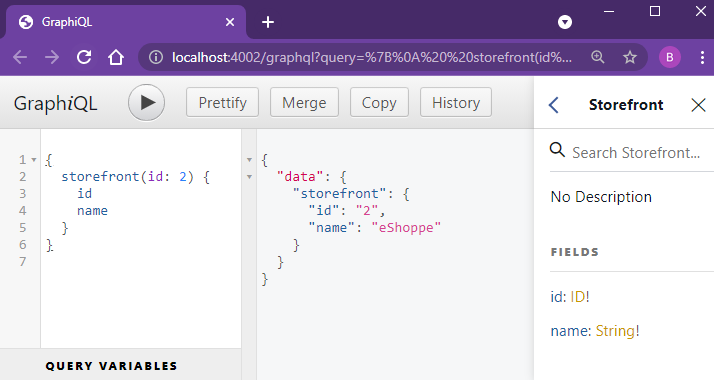 GraphiQL
localhost:4002/graphql?query=%7B%0A%20%20storefront(id%...
B
GraphiQL
Prettify
Merge
Copy
History
Storefront
1 {
2 storefront(id: 2) {
3 id
4 name
5 }
6 }
7
{
"data": {
"storefront": {
"id": "2",
"name": "eShoppe"
}
}
}
QUERY VARIABLES
Search Storefront...
No Description
FIELDS
id: ID!
name: String!